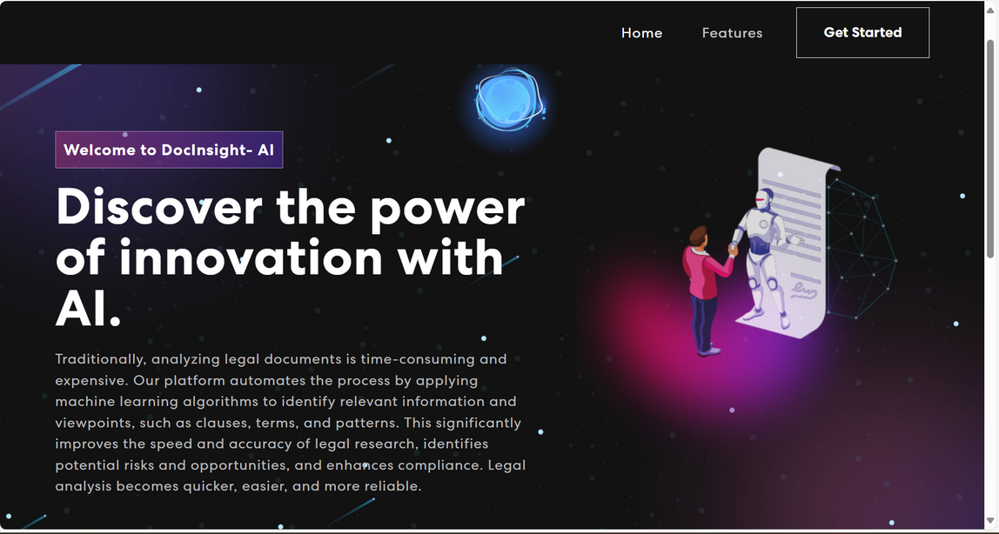 Home
Features
Get Started
Welcome to DocInsight- AI
Discover the power
of innovation with
AI.
Traditionally, analyzing legal documents is time-consuming and
expensive. Our platform automates the process by applying
machine learning algorithms to identify relevant information and
viewpoints, such as clauses, terms, and patterns. This significantly
improves the speed and accuracy of legal research, identifies
potential risks and opportunities, and enhances compliance. Legal
analysis becomes quicker, easier, and more reliable.